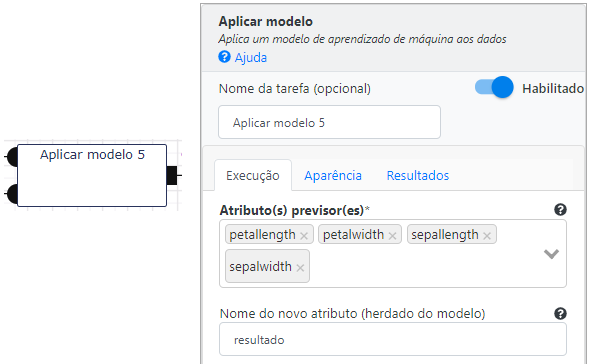 Aplicar modelo 5
Aplicar modelo
Aplica um modelo de aprendizado de máquina aos dados
Ajuda
Nome da tarefa (opcional)
Habilitado
Aplicar modelo 5
Execução Aparência Resultados
Atributo(s) previsor(es)*
petallength × petalwidth × sepallength ×
sepalwidth ×
Nome do novo atributo (herdado do modelo)
resultado